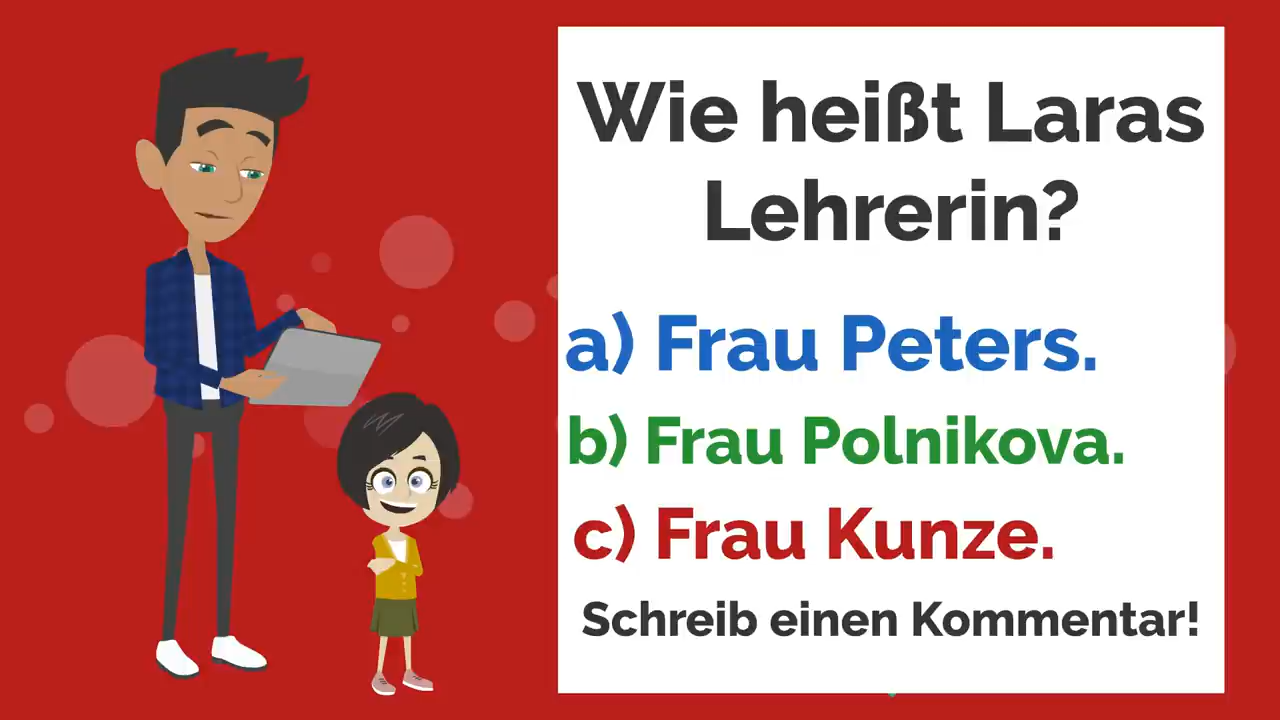 Wie heißt Laras
Lehrerin?
a) Frau Peters.
b) Frau Polnikova.
c) Frau Kunze.
Schreib einen Kommentar!